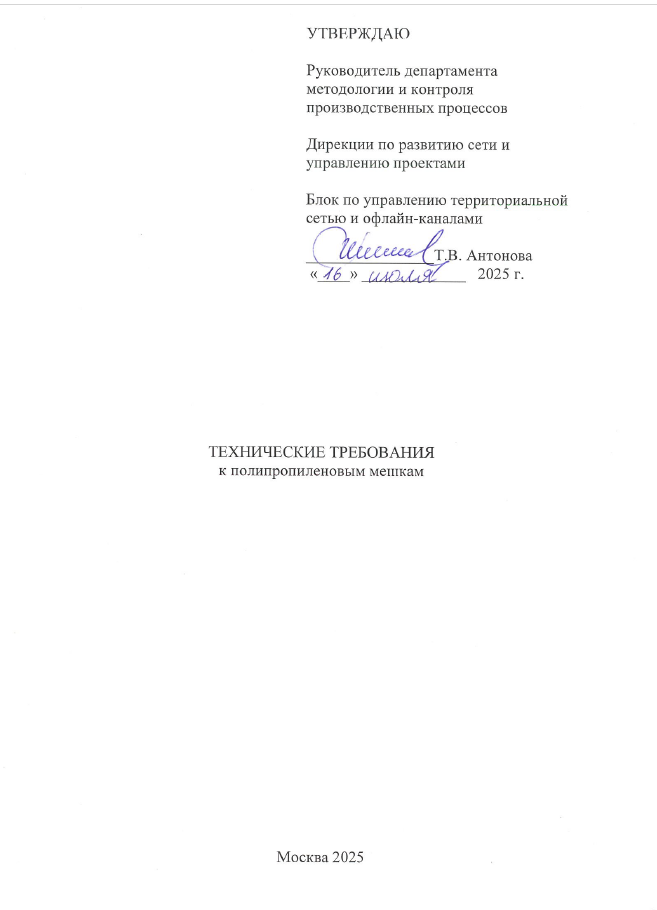 УТВЕРЖДАЮ
Руководитель департамента
методологии и контроля
производственных процессов
Дирекции по развитию сети и
управлению проектами
Блок по управлению территориальной
сетью и офлайн-каналами
Т.В. Антонова
«16» июля 2025 г.
ТЕХНИЧЕСКИЕ ТРЕБОВАНИЯ
к полипропиленовым мешкам
Москва 2025